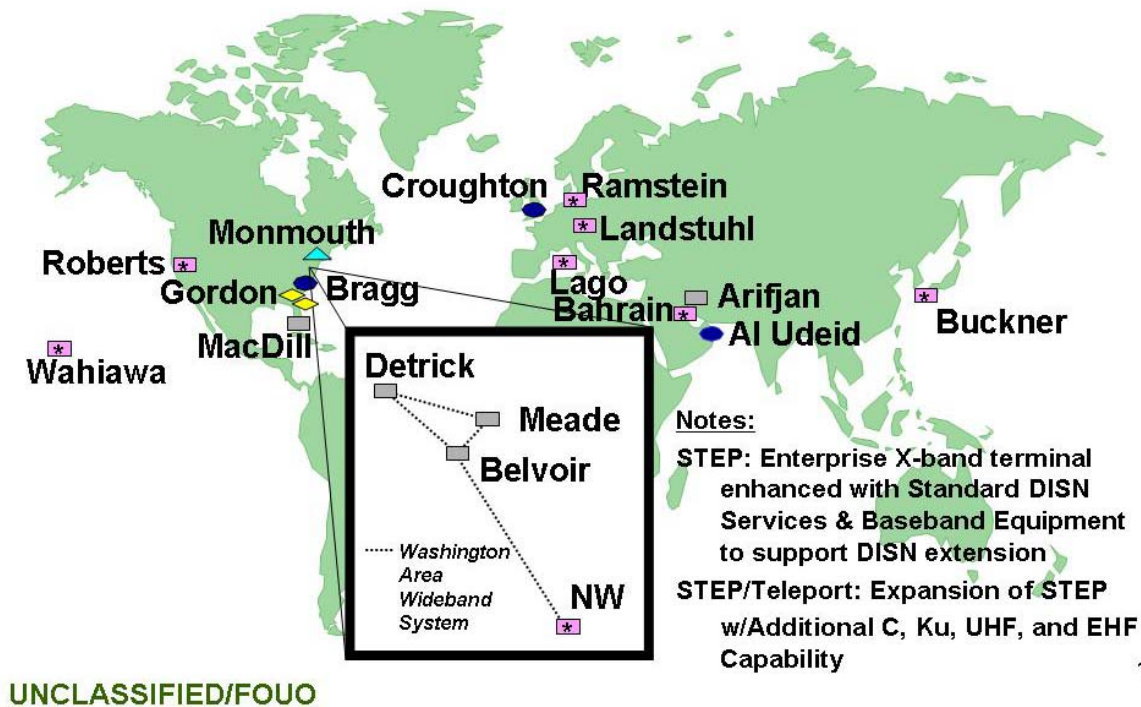 Croughton
Ramstein
Landstuhl
Monmouth
Roberts
Gordon
Bragg
Lago
Bahrain
Arifjan
Al Udeid
Buckner
MacDill
Wahiawa
Detrick
Meade
Belvoir
NW
Washington
Area
Wideband
System
Notes:
STEP: Enterprise X-band terminal
enhanced with Standard DISN
Services & Baseband Equipment
to support DISN extension
STEP/Teleport: Expansion of STEP
w/Additional C, Ku, UHF, and EHF
Capability
UNCLASSIFIED/FOUO